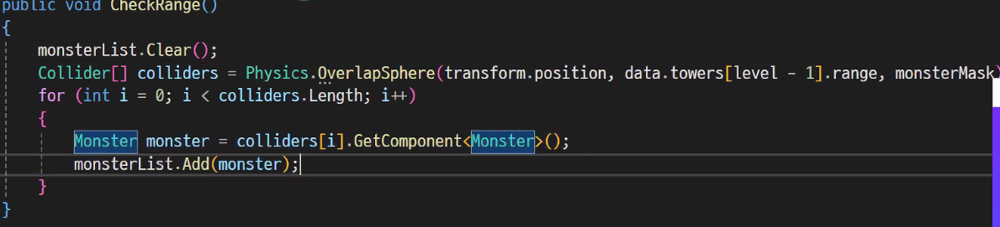 public void CheckRange()
{
monsterList.Clear();
Collider[] colliders = Physics.OverlapSphere(transform.position, data.towers[level - 1].range, monsterMask)
for (int i = 0; i < colliders.Length; i++)
{
Monster monster = colliders[i].GetComponent<Monster>();
monsterList.Add(monster);
}
}